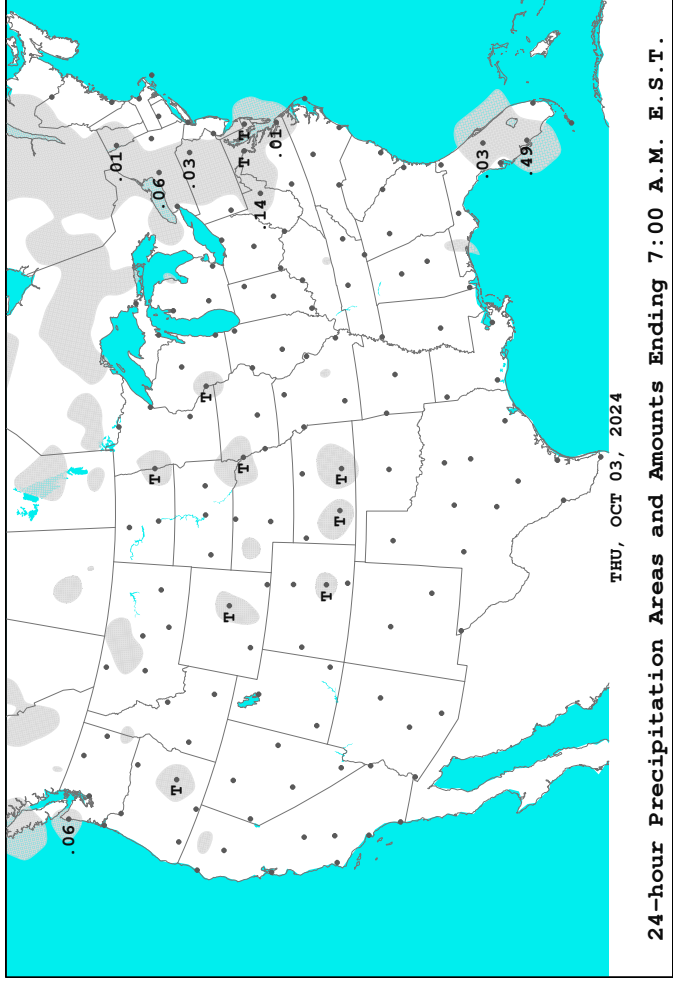 .06
.01
T
.06
T
.03
T
T
T
T
T
.14
.01
T
T
T
.03
.49
THU, OCT 03, 2024
24-hour Precipitation Areas and Amounts Ending 7:00 A.M. E.S.T.